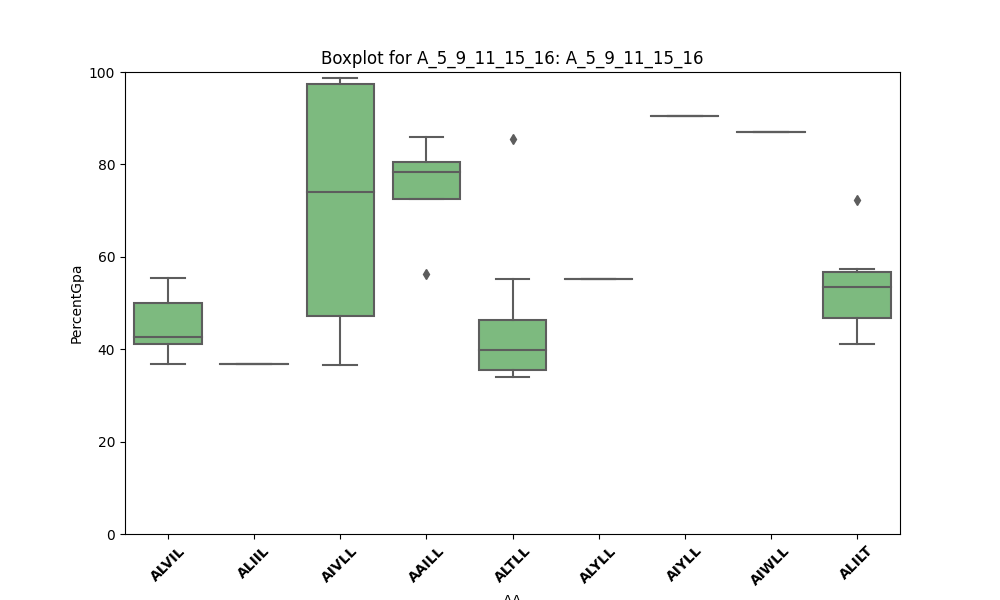 Boxplot for A_5_9_11_15_16: A_5_9_11_15_16
100
80
60
40
20
0
PercentGpa
ALVIL
ALIIL
AIVLL
AAILL
ALTLL
ALYLL
AIYLL
AIWLL
ALILT